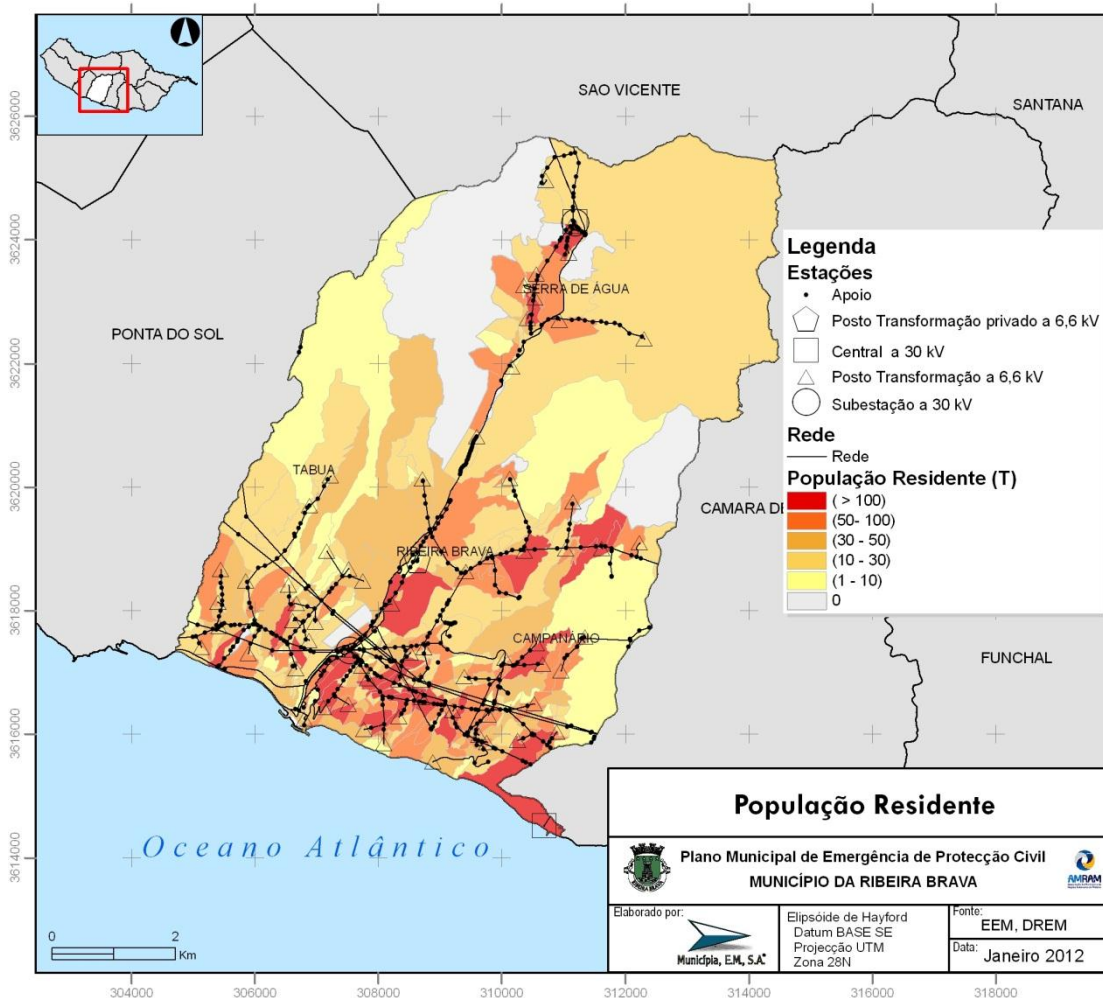 SAO VICENTE
SANTANA
PONTA DO SOL
SERRA DE ÁGUA
TABUA
RIBEIRA BRAVA
CAMARA DE
CAMPANÁRIO
FUNCHAL
Oceano Atlântico
Legenda
Estações
Apoio
Posto Transformação privado a 6,6 kV
Central a 30 kV
Posto Transformação a 6,6 kV
Subestação a 30 kV
Rede
Rede
População Residente (T)
( > 100)
(50- 100)
(30 - 50)
(10 - 30)
(1 - 10)
0
3626000
3624000
3622000
3620000
3618000
3616000
3614000
0 2
Km
População Residente
Plano Municipal de Emergência de Protecção Civil
MUNICÍPIO DA RIBEIRA BRAVA
RIBEIRA BRAVA
AMRAM
Elaborado por:
Município, E.M., S.A.
Elipsóide de Hayford
Datum BASE SE
Projecção UTM
Zona 28N
Fonte:
EEM, DREM
Data:
Janeiro 2012
304000 306000 308000 310000 312000 314000 316000 318000